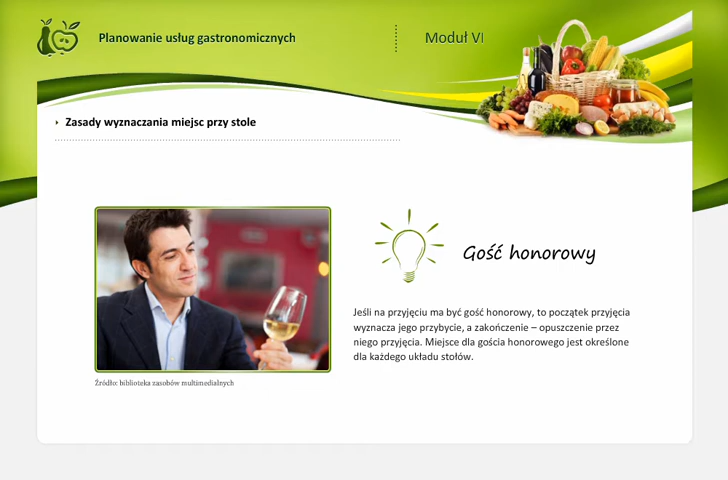 Planowanie usług gastronomicznych
Moduł VI
Zasady wyznaczania miejsc przy stole
Gość honorowy
Jeśli na przyjęciu ma być gość honorowy, to początek przyjęcia
wyznacza jego przybycie, a zakończenie – opuszczenie przez
niego przyjęcia. Miejsce dla gościa honorowego jest określone
dla każdego układu stołów.
Źródło: biblioteka zasobów multimedialnych